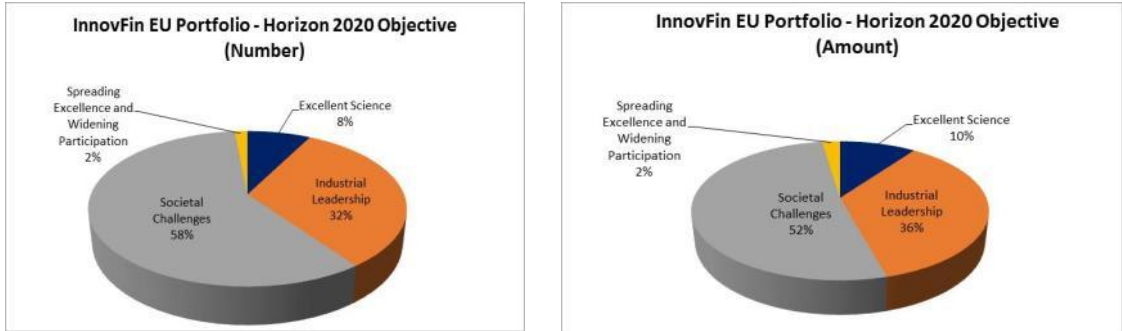 InnovFin EU Portfolio - Horizon 2020 Objective
(Number)
Spreading
Excellence and
Widening
Participation
2%
Excellent Science
8%
Industrial
Leadership
32%
Societal
Challenges
58%
InnovFin EU Portfolio - Horizon 2020 Objective
(Amount)
Spreading
Excellence and
Widening
Participation
2%
Excellent Science
10%
Industrial
Leadership
36%
Societal
Challenges
52%